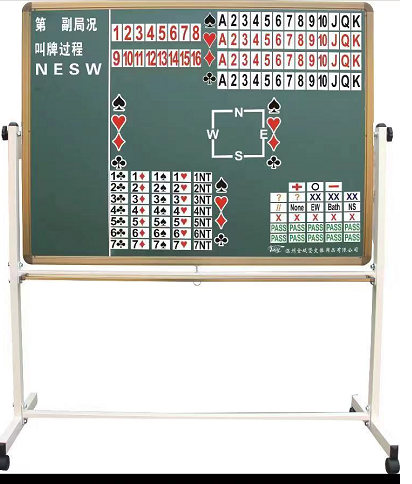 第 副局况
叫牌过程
N E S W
1 2 3 4 5 6 7 8
9 10 11 12 13 14 15 16
♠ A 2 3 4 5 6 7 8 9 10 J Q K
♥ A 2 3 4 5 6 7 8 9 10 J Q K
♦ A 2 3 4 5 6 7 8 9 10 J Q K
♣ A 2 3 4 5 6 7 8 9 10 J Q K
N
W E
S
1♣ 1♦ 1♠ 1♥ 1NT
2♣ 2♦ 2♠ 2♥ 2NT
3♣ 3♦ 3♠ 3♥ 3NT
4♣ 4♦ 4♠ 4♥ 4NT
5♣ 5♦ 5♠ 5♥ 5NT
6♣ 6♦ 6♠ 6♥ 6NT
7♣ 7♦ 7♠ 7♥ 7NT
+ O −
? ? XX XX XX
// None EW Bath NS
X X X X X
PASS PASS PASS PASS PASS
PASS PASS PASS PASS PASS